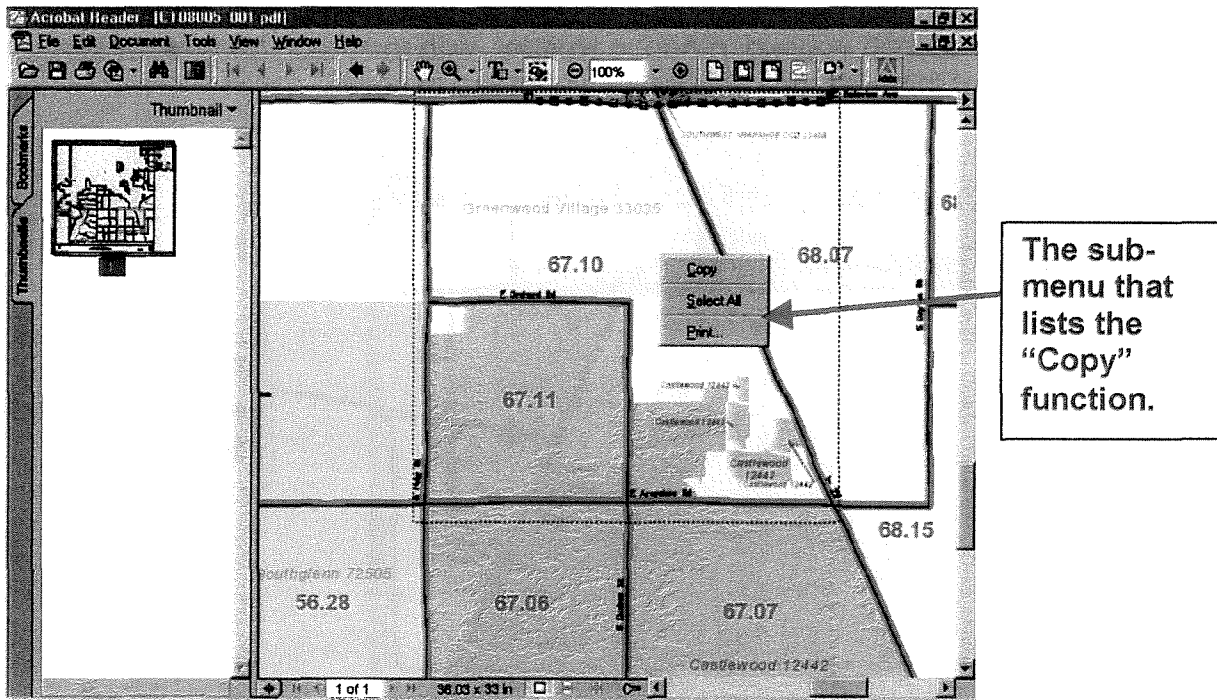 Acrobat Reader - [CT08005_001.pdf]
File Edit Document Tools View Window Help
100%
Thumbnail
Bookmarks
Thumbnails
Greenwood Village 33035
67.10
68.07
Copy
Select All
Print...
E. Orchard Rd
67.11
Castlewood 12442
Castlewood 12442
Castlewood
12442
E. Arapahoe Rd
68.15
Southglenn 72505
56.28
67.06
67.07
Castlewood 12442
1 of 1
36.03 x 33 in
The sub-
menu that
lists the
“Copy”
function.